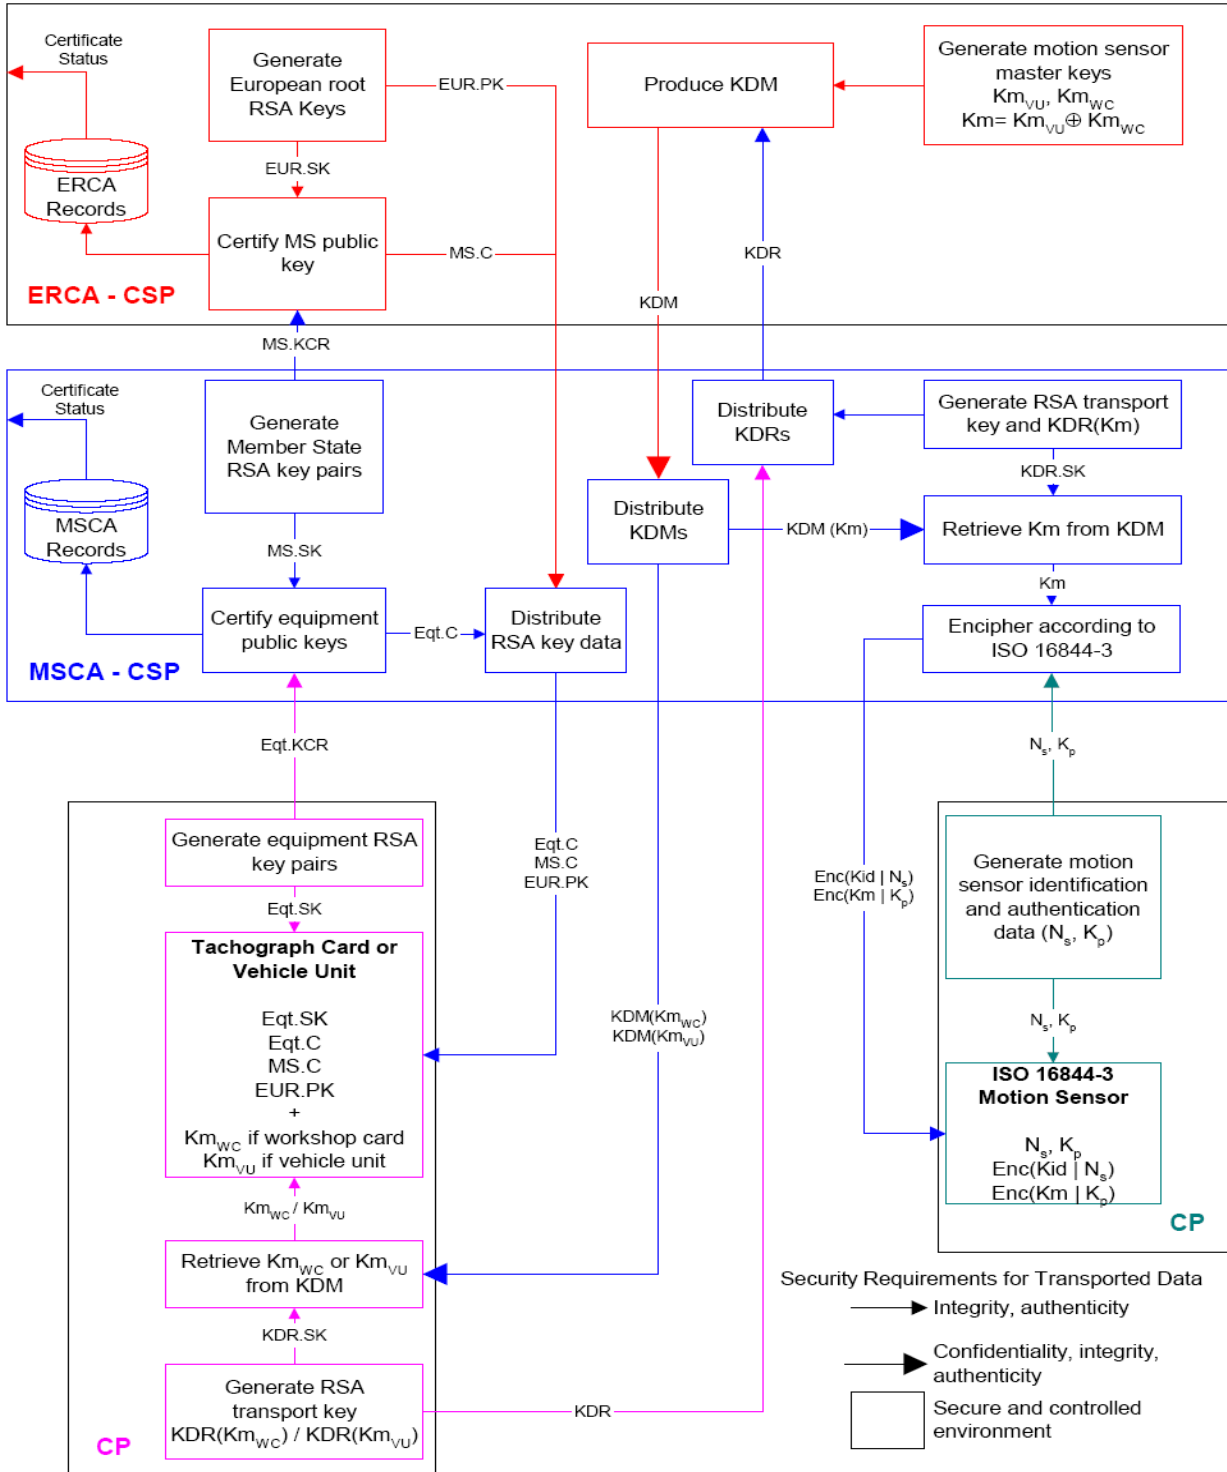 Certificate
Status
Generate
European root
RSA Keys
EUR.PK
Produce KDM
Generate motion sensor
master keys
Km_VU, Km_WC
Km= Km_VU ⊕ Km_WC
ERCA
Records
EUR.SK
Certify MS public
key
MS.C
KDR
KDM
ERCA - CSP
MS.KCR
Certificate
Status
Generate
Member State
RSA key pairs
Distribute
KDRs
Generate RSA transport
key and KDR(Km)
KDR.SK
MSCA
Records
Distribute
KDMs
KDM (Km)
Retrieve Km from KDM
MS.SK
Km
Certify equipment
public keys
Eqt.C
Distribute
RSA key data
Encipher according to
ISO 16844-3
MSCA - CSP
Eqt.KCR
N_s, K_p
Generate equipment RSA
key pairs
Eqt.C
MS.C
EUR.PK
Enc(Kid | N_s)
Enc(Km | K_p)
Generate motion
sensor identification
and authentication
data (N_s, K_p)
Eqt.SK
Tachograph Card or
Vehicle Unit
Eqt.SK
Eqt.C
MS.C
EUR.PK
+
Km_WC if workshop card
Km_VU if vehicle unit
KDM(Km_WC)
KDM(Km_VU)
N_s, K_p
ISO 16844-3
Motion Sensor
N_s, K_p
Enc(Kid | N_s)
Enc(Km | K_p)
CP
Km_WC / Km_VU
Retrieve Km_WC or Km_VU
from KDM
KDR.SK
Generate RSA
transport key
KDR(Km_WC) / KDR(Km_VU)
KDR
CP
Security Requirements for Transported Data
Integrity, authenticity
Confidentiality, integrity,
authenticity
Secure and controlled
environment